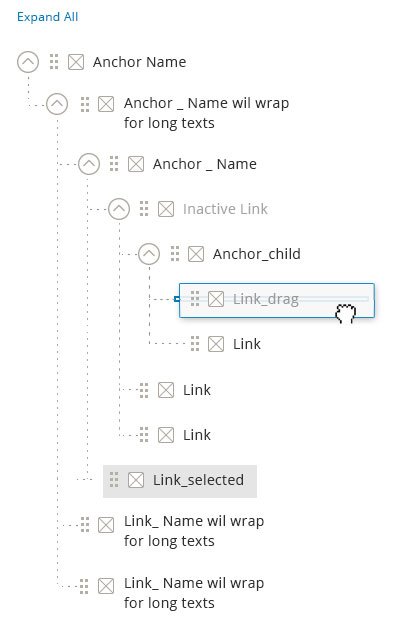 Expand All
Anchor Name
Anchor _ Name wil wrap
for long texts
Anchor _ Name
Inactive Link
Anchor_child
Link_drag
Link
Link
Link
Link_selected
Link_ Name wil wrap
for long texts
Link_ Name wil wrap
for long texts